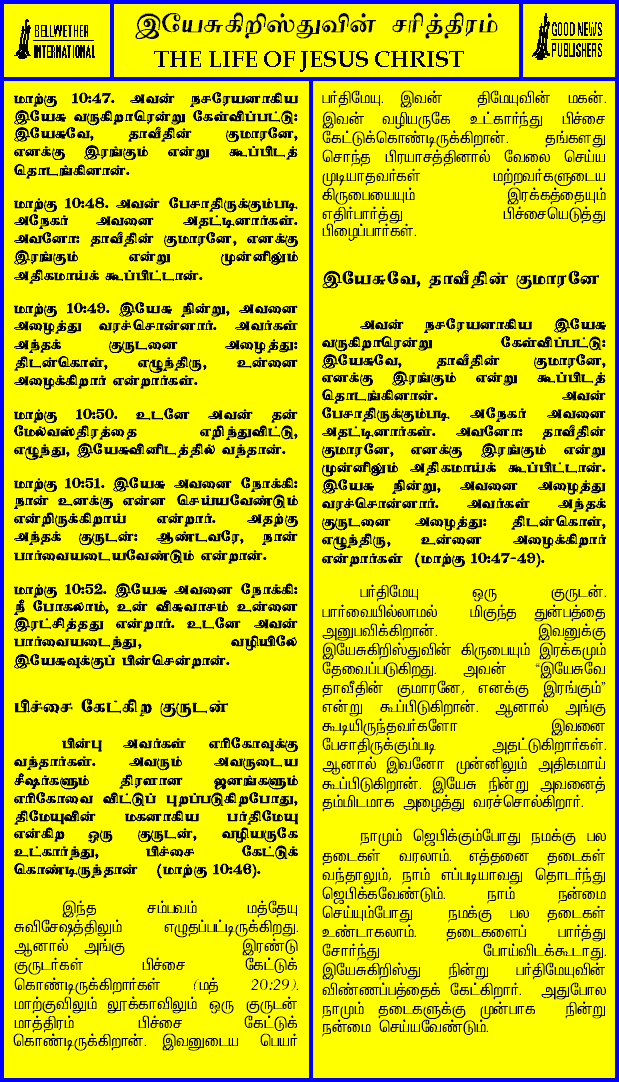 BELLWETHER
INTERNATIONAL
இயேசுகிறிஸ்துவின் சரித்திரம்
THE LIFE OF JESUS CHRIST
GOOD NEWS
PUBLISHERS
மாற்கு 10:47. அவன் நசரேயனாகிய
இயேசு வருகிறாரென்று கேள்விப்பட்டு:
இயேசுவே, தாவீதின் குமாரனே,
எனக்கு இரங்கும் என்று கூப்பிடத்
தொடங்கினான்.
மாற்கு 10:48. அவன் பேசாதிருக்கும்படி
அநேகர் அவனை அதட்டினார்கள்.
அவனோ: தாவீதின் குமாரனே, எனக்கு
இரங்கும் என்று முன்னிலும்
அதிகமாய்க் கூப்பிட்டான்.
மாற்கு 10:49. இயேசு நின்று, அவனை
அழைத்து வரச்சொன்னார். அவர்கள்
அந்தக் குருடனை அழைத்து:
திடன்கொள், எழுந்திரு, உன்னை
அழைக்கிறார் என்றார்கள்.
மாற்கு 10:50. உடனே அவன் தன்
மேல்வஸ்திரத்தை எறிந்துவிட்டு,
எழுந்து, இயேசுவினிடத்தில் வந்தான்.
மாற்கு 10:51. இயேசு அவனை நோக்கி:
நான் உனக்கு என்ன செய்யவேண்டும்
என்றிருக்கிறாய் என்றார். அதற்கு
அந்தக் குருடன்: ஆண்டவரே, நான்
பார்வையடையவேண்டும் என்றான்.
மாற்கு 10:52. இயேசு அவனை நோக்கி:
நீ போகலாம், உன் விசுவாசம் உன்னை
இரட்சித்தது என்றார். உடனே அவன்
பார்வையடைந்து, வழியிலே
இயேசுவுக்குப் பின்சென்றான்.
பிச்சை கேட்கிற குருடன்
பின்பு அவர்கள் எரிகோவுக்கு
வந்தார்கள். அவரும் அவருடைய
சீஷர்களும் திரளான ஜனங்களும்
எரிகோவை விட்டுப் புறப்படுகிறபோது,
திமேயுவின் மகனாகிய பர்திமேயு
என்கிற ஒரு குருடன், வழியருகே
உட்கார்ந்து, பிச்சை கேட்டுக்
கொண்டிருந்தான் (மாற்கு 10:46).
இந்த சம்பவம் மத்தேயு
சுவிசேஷத்திலும் எழுதப்பட்டிருக்கிறது.
ஆனால் அங்கு இரண்டு
குருடர்கள் பிச்சை கேட்டுக்
கொண்டிருக்கிறார்கள் (மத் 20:29).
மாற்குவிலும் லூக்காவிலும் ஒரு குருடன்
மாத்திரம் பிச்சை கேட்டுக்
கொண்டிருக்கிறான். இவனுடைய பெயர்
பர்திமேயு. இவன் திமேயுவின் மகன்.
இவன் வழியருகே உட்கார்ந்து பிச்சை
கேட்டுக்கொண்டிருக்கிறான். தங்களது
சொந்த பிரயாசத்தினால் வேலை செய்ய
முடியாதவர்கள் மற்றவர்களுடைய
கிருபையையும் இரக்கத்தையும்
எதிர்பார்த்து பிச்சையெடுத்து
பிழைப்பார்கள்.
இயேசுவே, தாவீதின் குமாரனே
அவன் நசரேயனாகிய இயேசு
வருகிறாரென்று கேள்விப்பட்டு:
இயேசுவே, தாவீதின் குமாரனே,
எனக்கு இரங்கும் என்று கூப்பிடத்
தொடங்கினான். அவன்
பேசாதிருக்கும்படி அநேகர் அவனை
அதட்டினார்கள். அவனோ: தாவீதின்
குமாரனே, எனக்கு இரங்கும் என்று
முன்னிலும் அதிகமாய்க் கூப்பிட்டான்.
இயேசு நின்று, அவனை அழைத்து
வரச்சொன்னார். அவர்கள் அந்தக்
குருடனை அழைத்து: திடன்கொள்,
எழுந்திரு, உன்னை அழைக்கிறார்
என்றார்கள் (மாற்கு 10:47-49).
பர்திமேயு ஒரு குருடன்.
பார்வையில்லாமல் மிகுந்த துன்பத்தை
அனுபவிக்கிறான். இவனுக்கு
இயேசுகிறிஸ்துவின் கிருபையும் இரக்கமும்
தேவைப்படுகிறது. அவன் “இயேசுவே
தாவீதின் குமாரனே, எனக்கு இரங்கும்”
என்று கூப்பிடுகிறான். ஆனால் அங்கு
கூடியிருந்தவர்களோ இவனை
பேசாதிருக்கும்படி அதட்டுகிறார்கள்.
ஆனால் இவனோ முன்னிலும் அதிகமாய்
கூப்பிடுகிறான். இயேசு நின்று அவனைத்
தம்மிடமாக அழைத்து வரச்சொல்கிறார்.
நாமும் ஜெபிக்கும்போது நமக்கு பல
தடைகள் வரலாம். எத்தனை தடைகள்
வந்தாலும், நாம் எப்படியாவது தொடர்ந்து
ஜெபிக்கவேண்டும். நாம் நன்மை
செய்யும்போது நமக்கு பல தடைகள்
உண்டாகலாம். தடைகளைப் பார்த்து
சோர்ந்து போய்விடக்கூடாது.
இயேசுகிறிஸ்து நின்று பர்திமேயுவின்
விண்ணப்பத்தைக் கேட்கிறார். அதுபோல
நாமும் தடைகளுக்கு முன்பாக நின்று
நன்மை செய்யவேண்டும்.